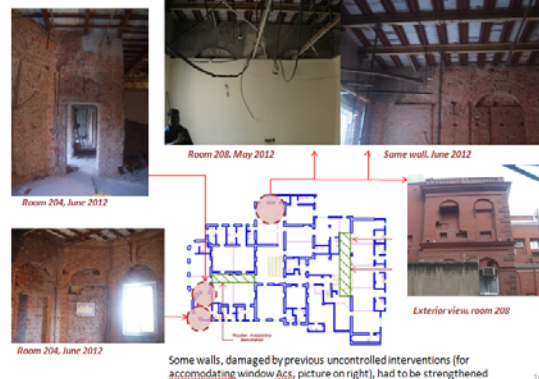 Room 208, May 2012
Same wall, June 2012
Room 204, June 2012
Exterior view, room 208
Room 204, June 2012
Some walls, damaged by previous uncontrolled interventions (for
accomodating window Acs, picture on right), had to be strengthened